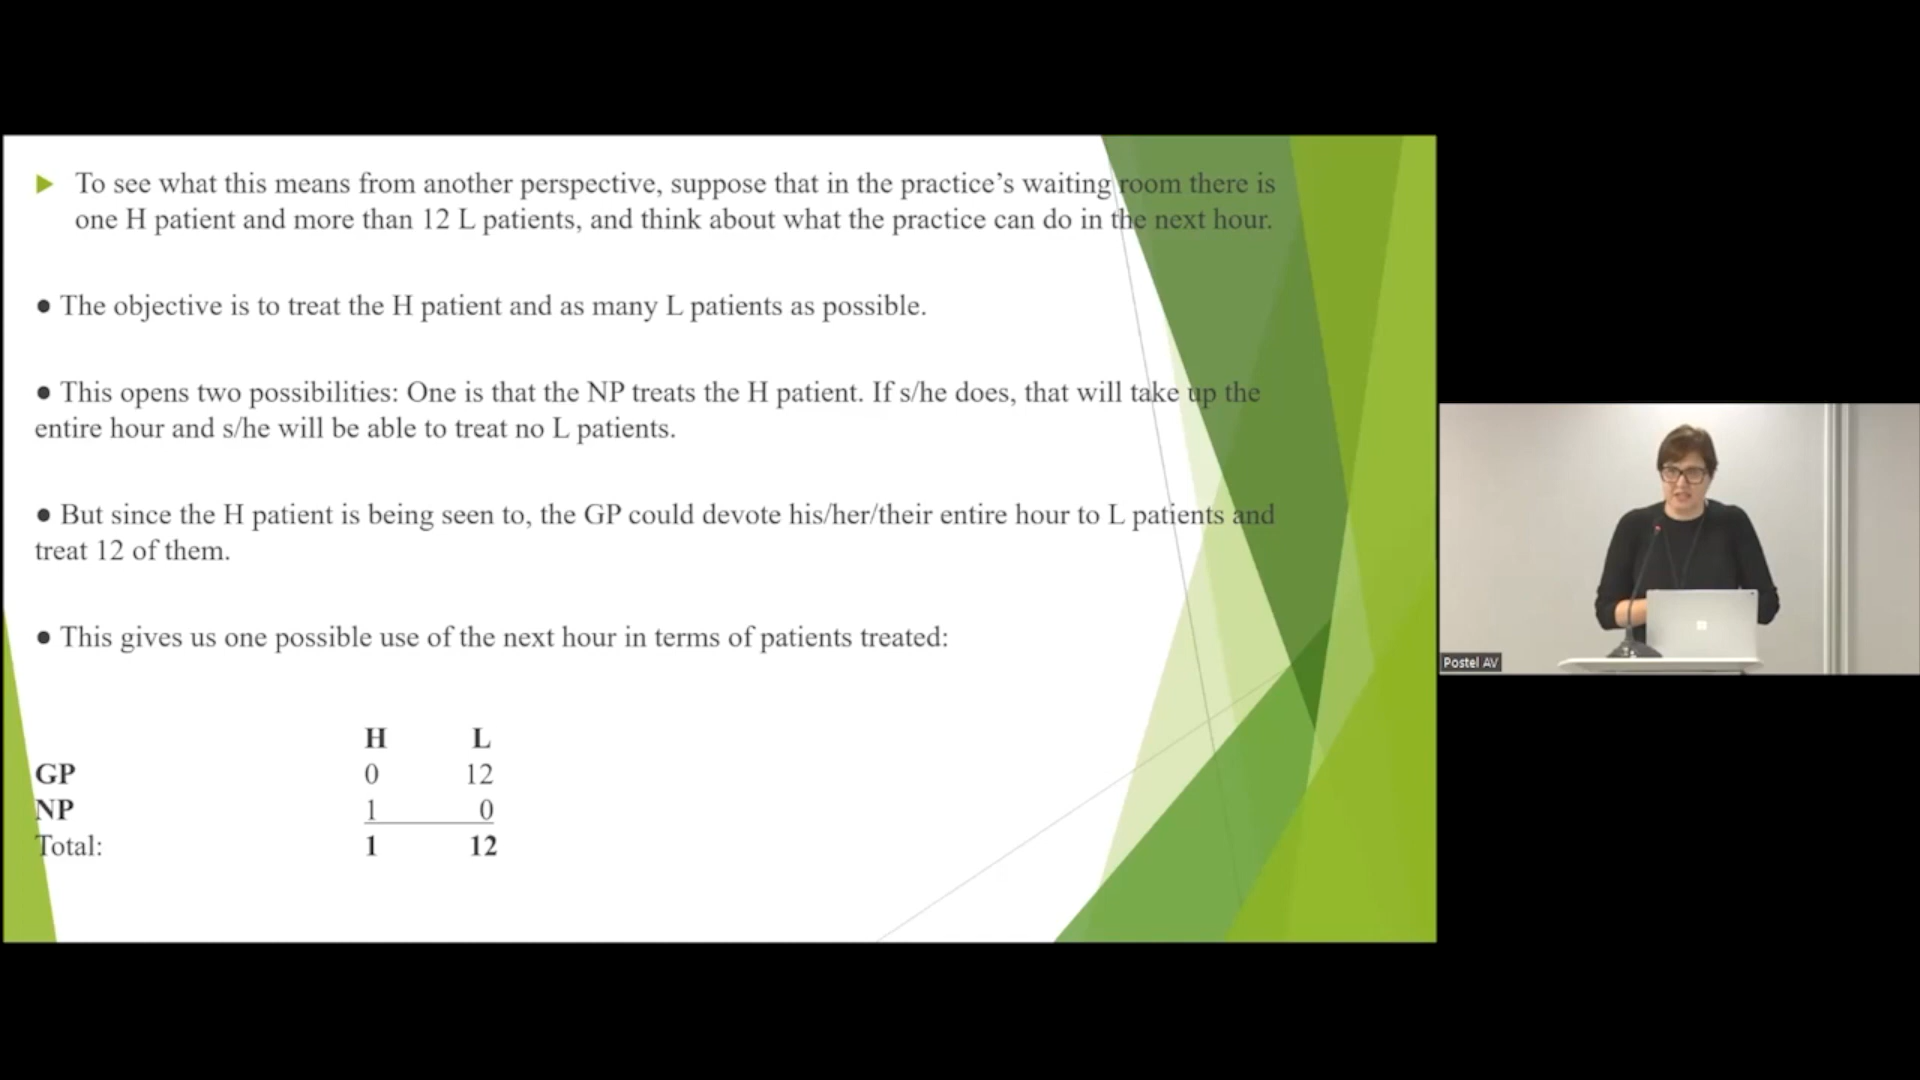 To see what this means from another perspective, suppose that in the practice’s waiting room there is
one H patient and more than 12 L patients, and think about what the practice can do in the next hour.
● The objective is to treat the H patient and as many L patients as possible.
● This opens two possibilities: One is that the NP treats the H patient. If s/he does, that will take up the
entire hour and s/he will be able to treat no L patients.
● But since the H patient is being seen to, the GP could devote his/her/their entire hour to L patients and
treat 12 of them.
● This gives us one possible use of the next hour in terms of patients treated:
H L
GP 0 12
NP 1 0
Total: 1 12
Postel AV